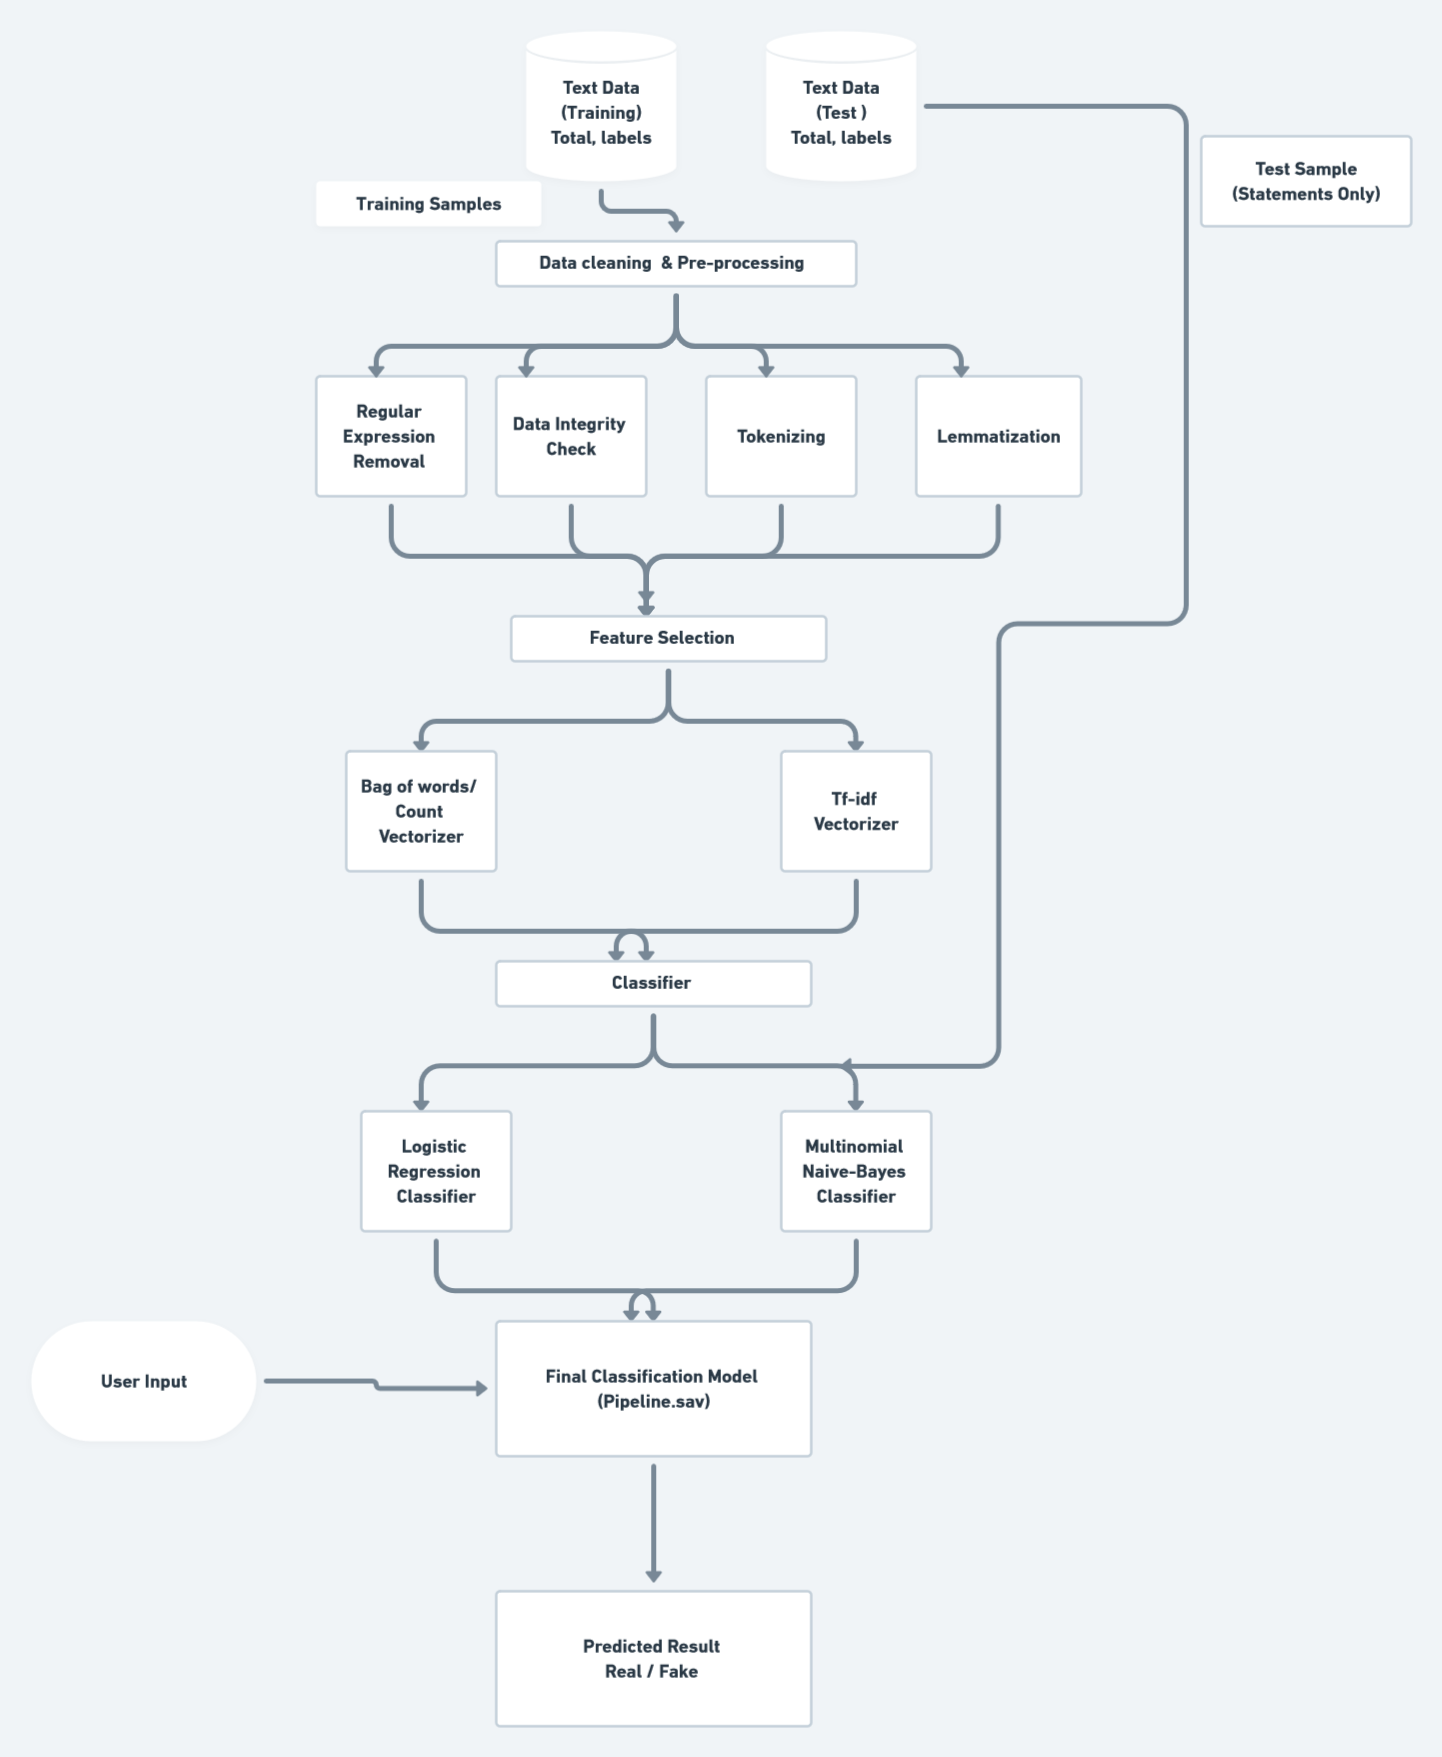 Text Data
(Training)
Total, labels
Text Data
(Test )
Total, labels
Test Sample
(Statements Only)
Training Samples
Data cleaning  & Pre-processing
Regular
Expression
Removal
Data Integrity
Check
Tokenizing
Lemmatization
Feature Selection
Bag of words/
Count
Vectorizer
Tf-idf
Vectorizer
Classifier
Logistic
Regression
Classifier
Multinomial
Naive-Bayes
Classifier
User Input
Final Classification Model
(Pipeline.sav)
Predicted Result
Real / Fake